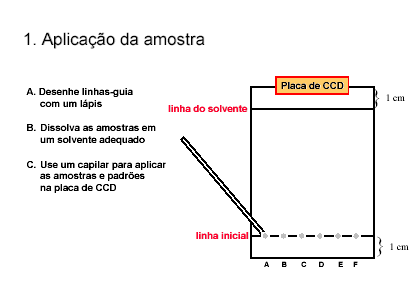 1. Aplicação da amostra
A. Desenhe linhas-guia
com um lápis
B. Dissolva as amostras em
um solvente adequado
C. Use um capilar para aplicar
as amostras e padrões
na placa de CCD
Placa de CCD
1 cm
linha do solvente
linha inicial
1 cm
A B C D E F